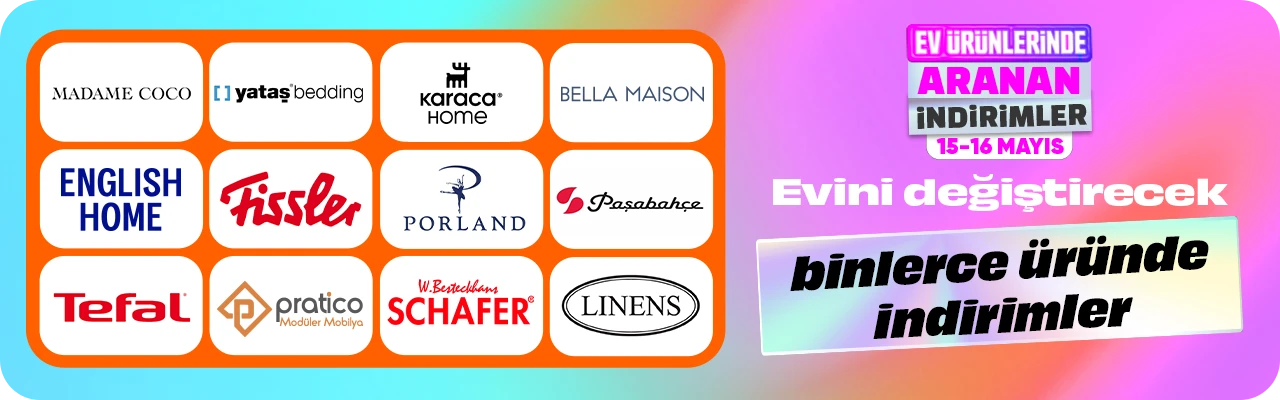 MADAME COCO
[ ] yataş® bedding
KARACA®
HOME
BELLA MAISON
ENGLISH
HOME
Fissler
PORLAND
Paşabahçe
Tefal®
pratico
Modüler Mobilya
W.Besteckhaus
SCHAFER®
LINENS
EV ÜRÜNLERİNDE
ARANAN
İNDİRİMLER
15-16 MAYIS
Evini değiştirecek
binlerce üründe
indirimler